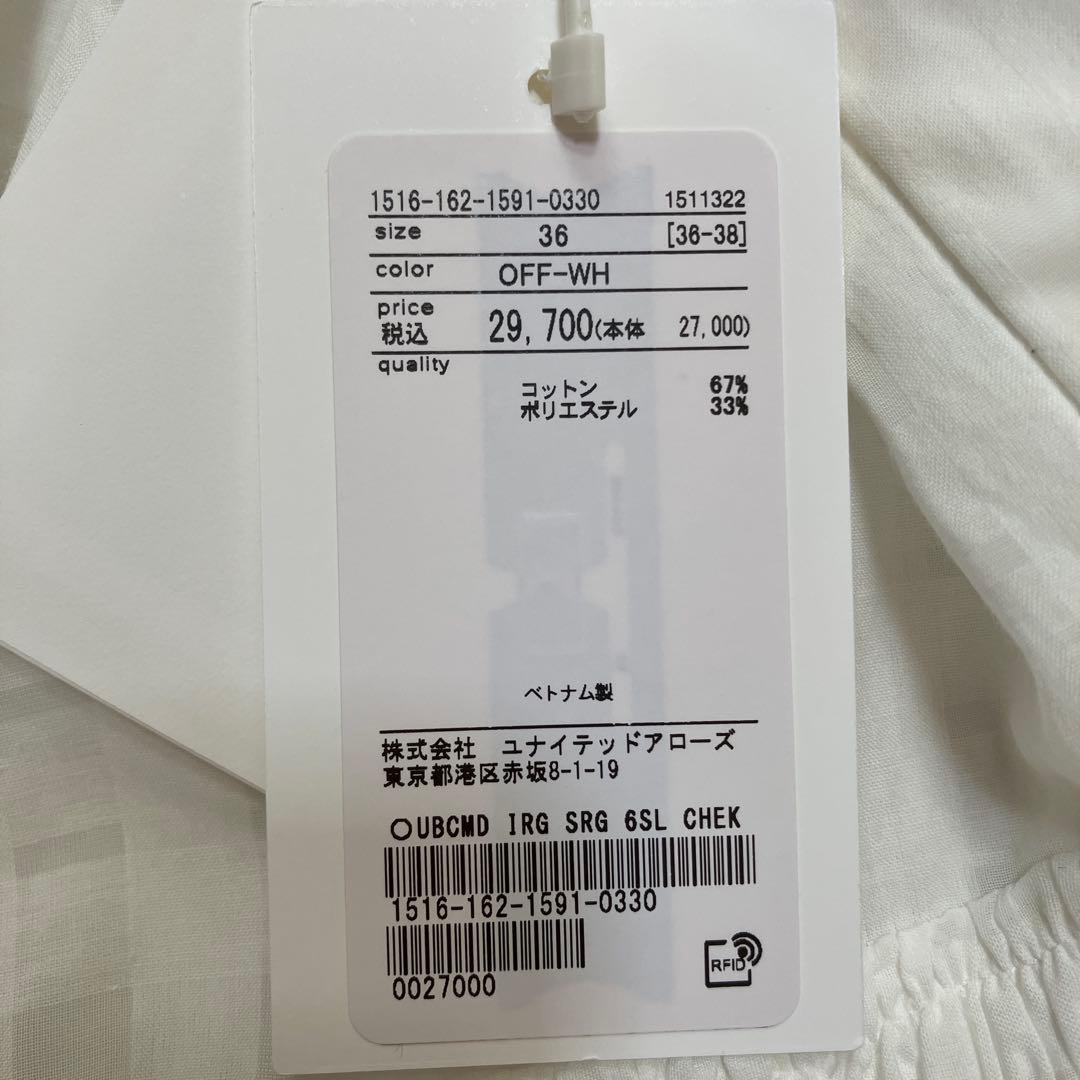 1516-162-1591-0330 1511322
size 36 [36-38]
color OFF-WH
price
税込 29,700(本体 27,000)
quality
コットン 67%
ポリエステル 33%
ベトナム製
株式会社 ユナイテッドアローズ
東京都港区赤坂8-1-19
○UBCMD IRG SRG 6SL CHEK
1516-162-1591-0330
0027000
RFID